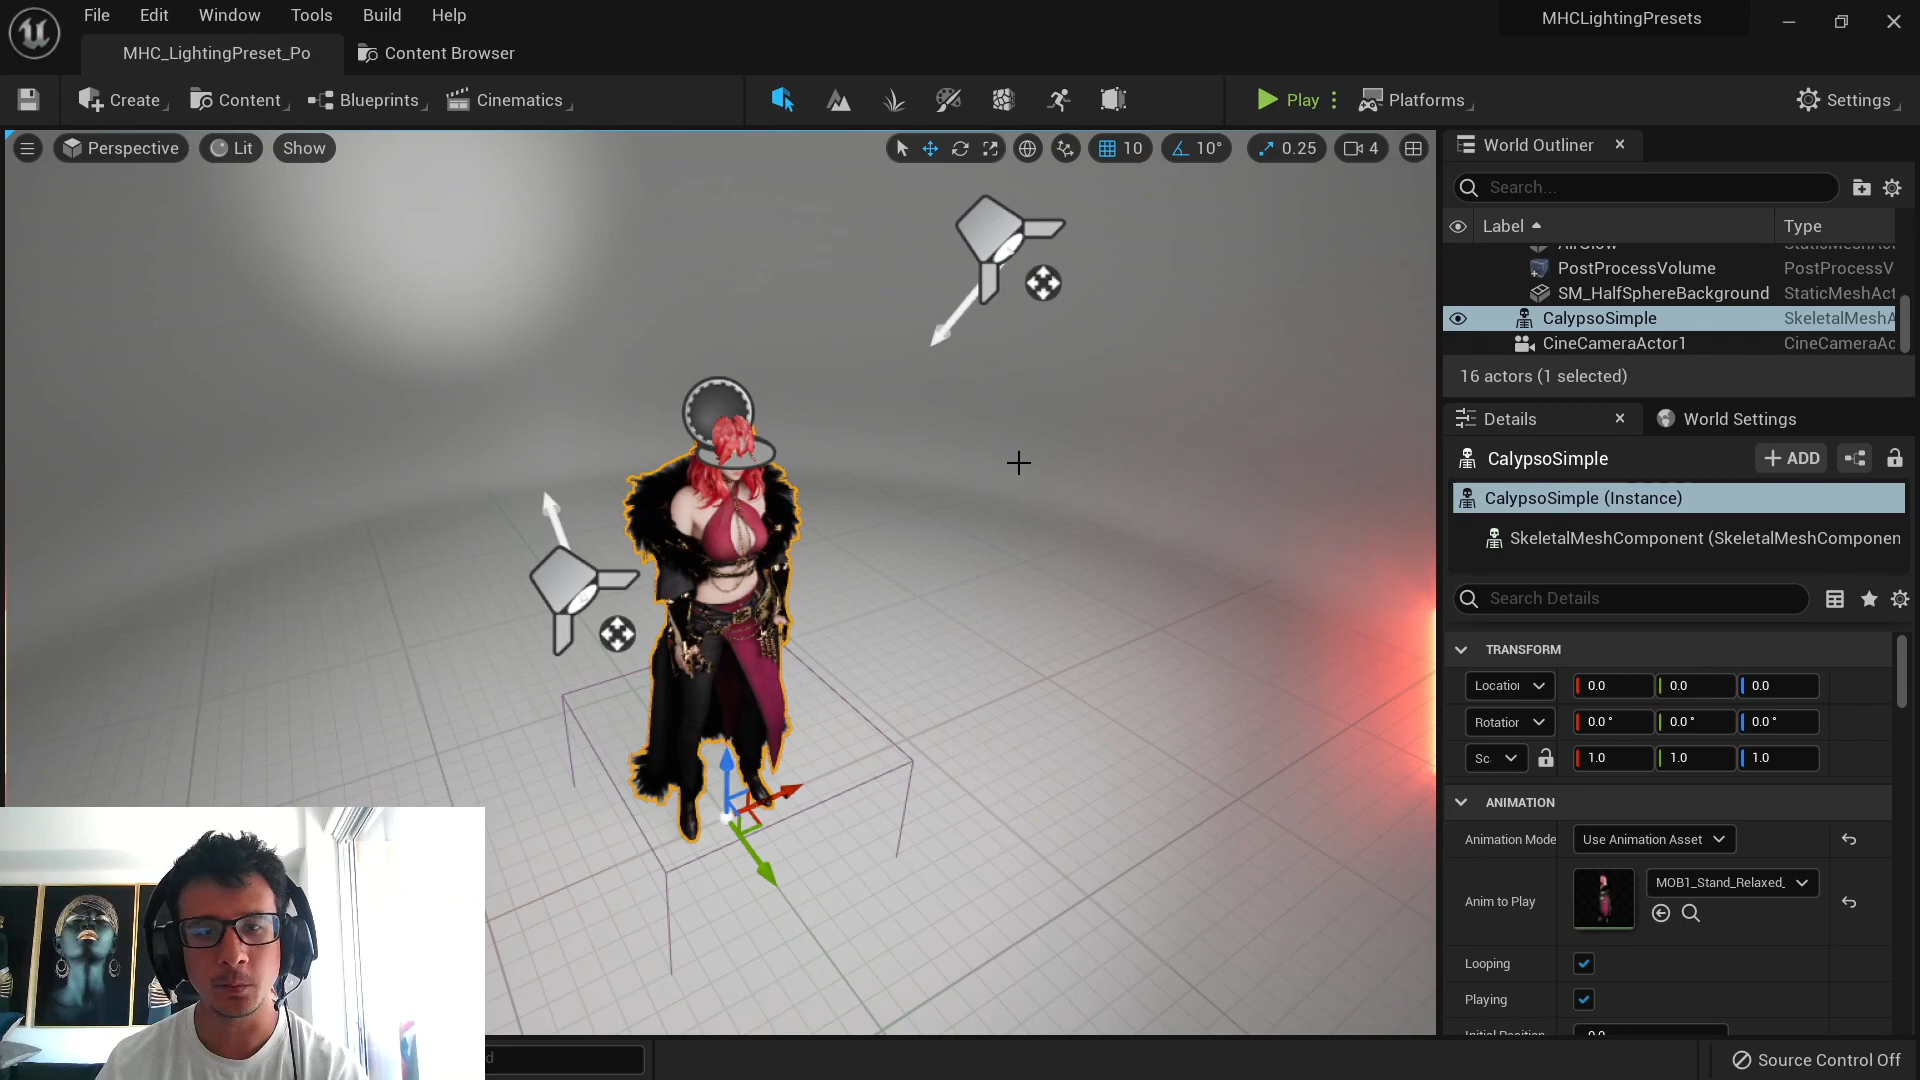 File Edit Window Tools Build Help
MHCLightingPresets
MHC_LightingPreset_Po
Content Browser
Create
Content
Blueprints
Cinematics
Play
Platforms
Settings
Perspective
Lit
Show
10
10°
0.25
4
World Outliner
Search...
Label
Type
PostProcessVolume PostProcessV
SM_HalfSphereBackground StaticMeshAct
CalypsoSimple SkeletalMeshA
CineCameraActor1 CineCameraAc
16 actors (1 selected)
Details
World Settings
CalypsoSimple
ADD
CalypsoSimple (Instance)
SkeletalMeshComponent (SkeletalMeshComponen
Search Details
TRANSFORM
Location 0.0 0.0 0.0
Rotation 0.0° 0.0° 0.0°
Sc 1.0 1.0 1.0
ANIMATION
Animation Mode Use Animation Asset
Anim to Play MOB1_Stand_Relaxed_
Looping
Playing
Initial Position 0.0
d
Source Control Off